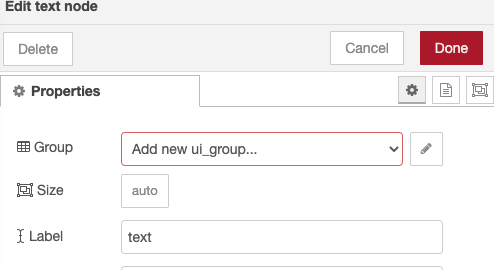 Edit text node
Delete
Cancel
Done
Properties
Group
Add new ui_group...
Size
auto
Label
text